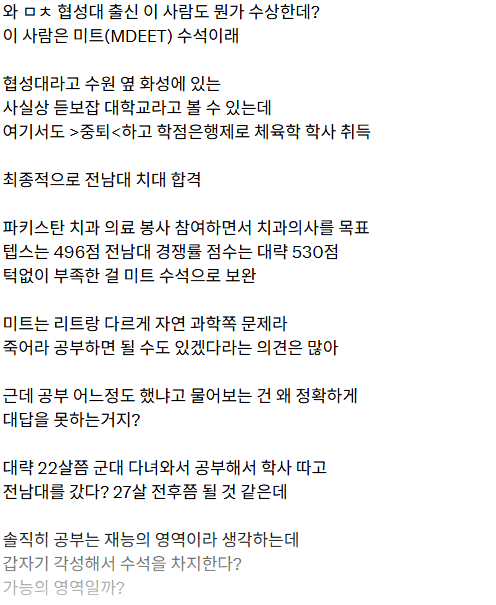 와 ㅁㅊ 협성대 출신 이 사람도 뭔가 수상한데?
이 사람은 미트(MDEET) 수석이래
협성대라고 수원 옆 화성에 있는
사실상 듣보잡 대학교라고 볼 수 있는데
여기서도 >중퇴<하고 학점은행제로 체육학 학사 취득
최종적으로 전남대 치대 합격
파키스탄 치과 의료 봉사 참여하면서 치과의사를 목표
텝스는 496점 전남대 경쟁률 점수는 대략 530점
턱없이 부족한 걸 미트 수석으로 보완
미트는 리트랑 다르게 자연 과학쪽 문제라
죽어라 공부하면 될 수도 있겠다라는 의견은 많아
근데 공부 어느정도 했냐고 물어보는 건 왜 정확하게
대답을 못하는거지?
대략 22살쯤 군대 다녀와서 공부해서 학사 따고
전남대를 갔다? 27살 전후쯤 될 것 같은데
솔직히 공부는 재능의 영역이라 생각하는데
갑자기 각성해서 수석을 차지한다?
가능의 영역일까?